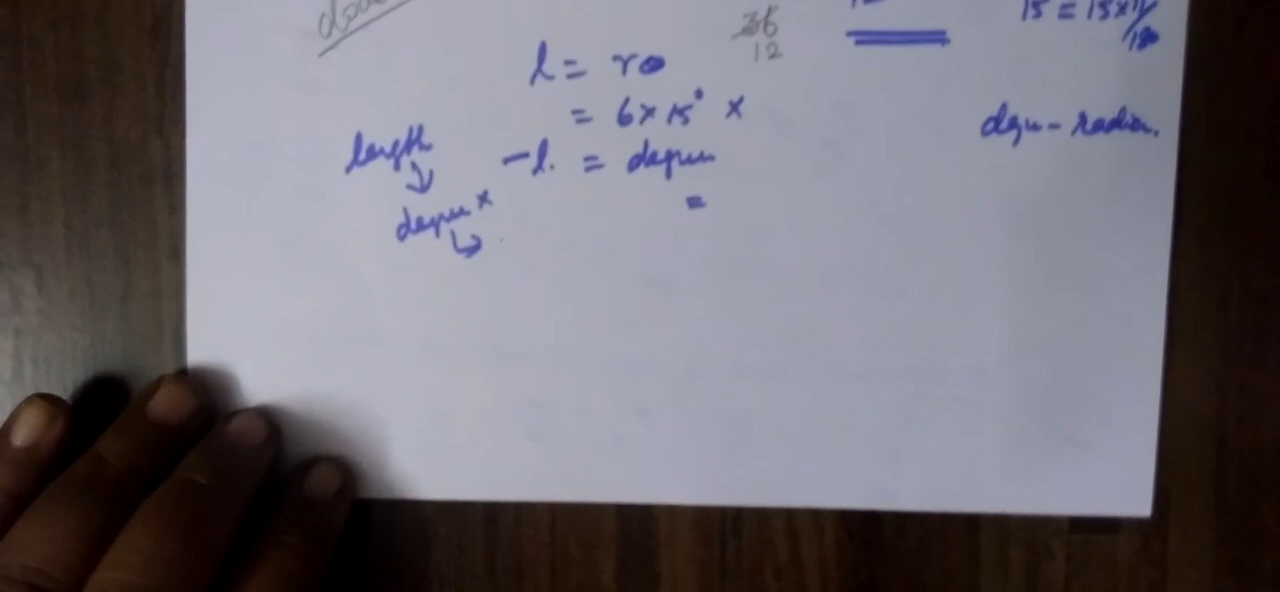 36
12
15 = 15×π/180
l = rθ
= 6×15° ×
degree - radian.
length
-l. = degree
degree ×
=